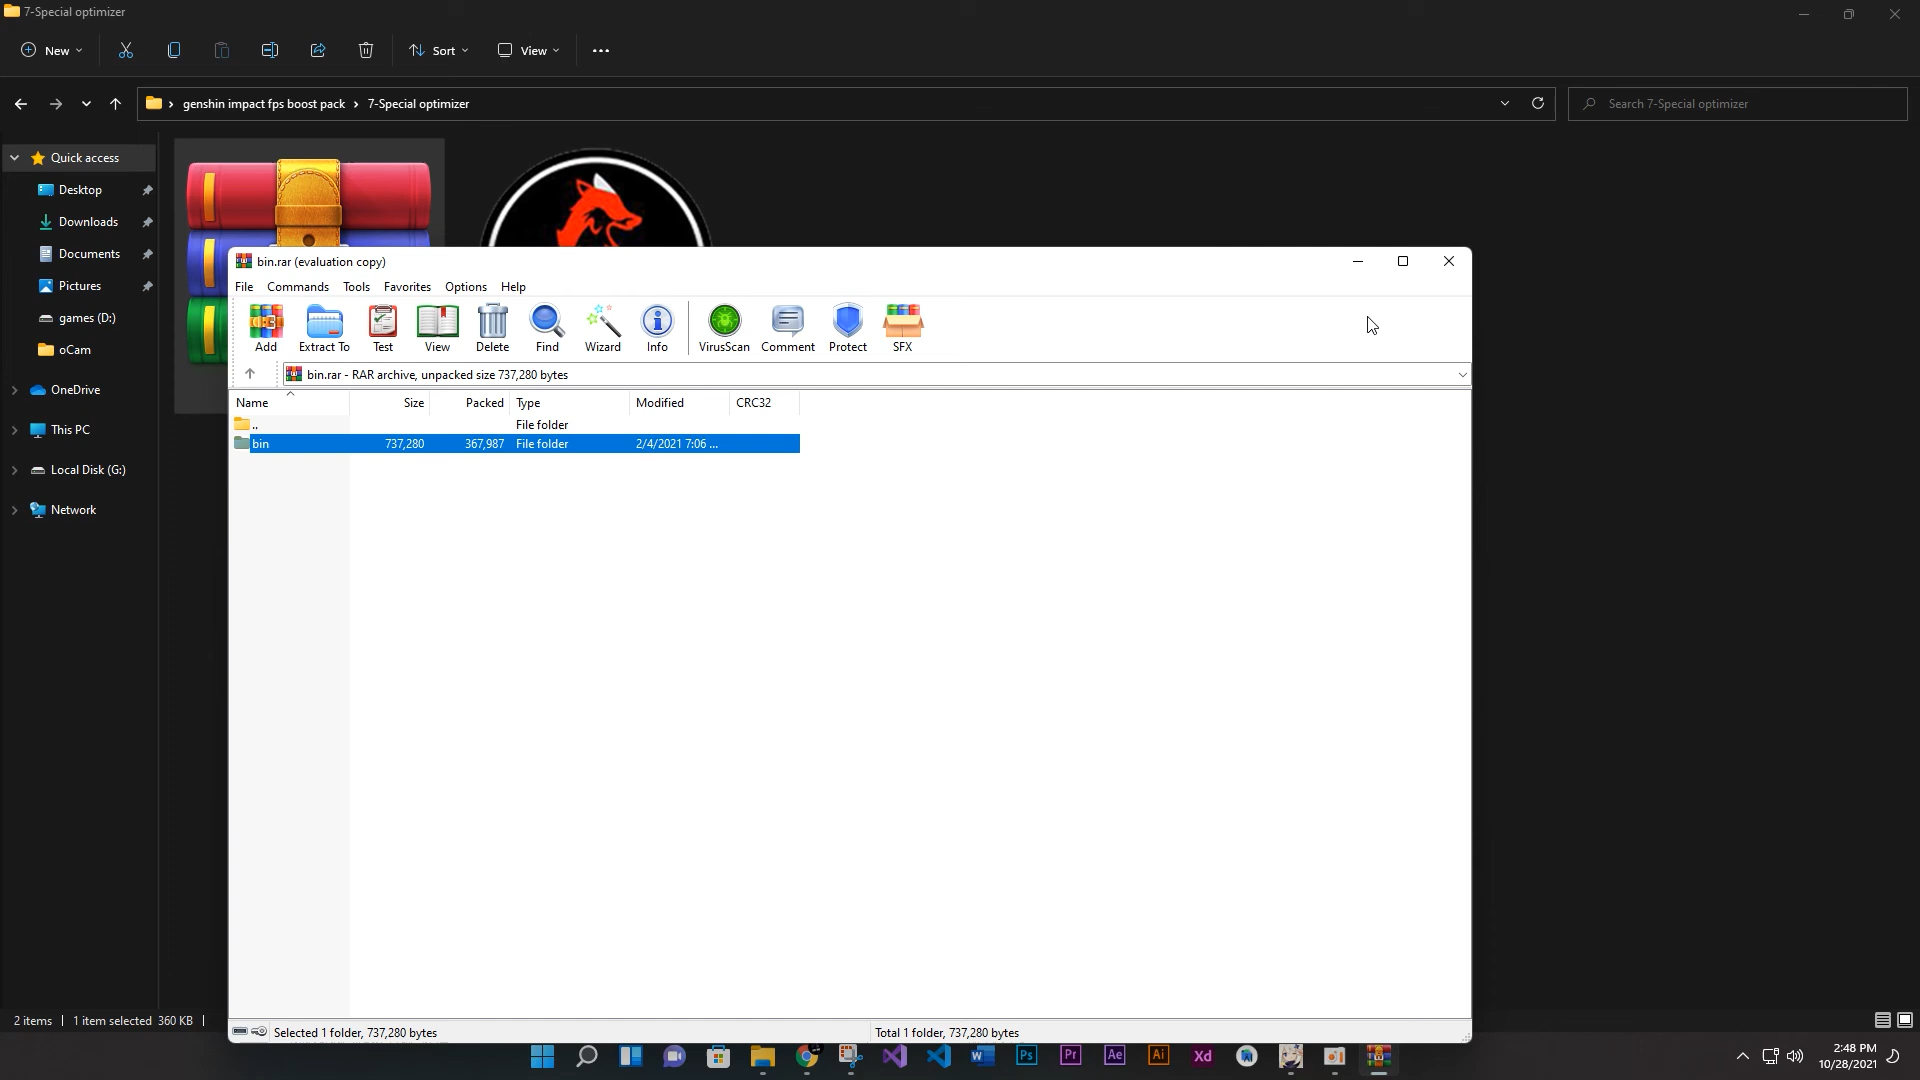 7-Special optimizer
New
Sort
View
genshin impact fps boost pack
7-Special optimizer
Search 7-Special optimizer
Quick access
Desktop
Downloads
Documents
Pictures
games (D:)
oCam
OneDrive
This PC
Local Disk (G:)
Network
bin.rar (evaluation copy)
File Commands Tools Favorites Options Help
Add Extract To Test View Delete Find Wizard Info VirusScan Comment Protect SFX
bin.rar - RAR archive, unpacked size 737,280 bytes
Name Size Packed Type Modified CRC32
.. File folder
bin 737,280 367,987 File folder 2/4/2021 7:06 ...
Selected 1 folder, 737,280 bytes
Total 1 folder, 737,280 bytes
2 items 1 item selected 360 KB
W Ps Pr Ae Ai Xd
2:48 PM
10/28/2021